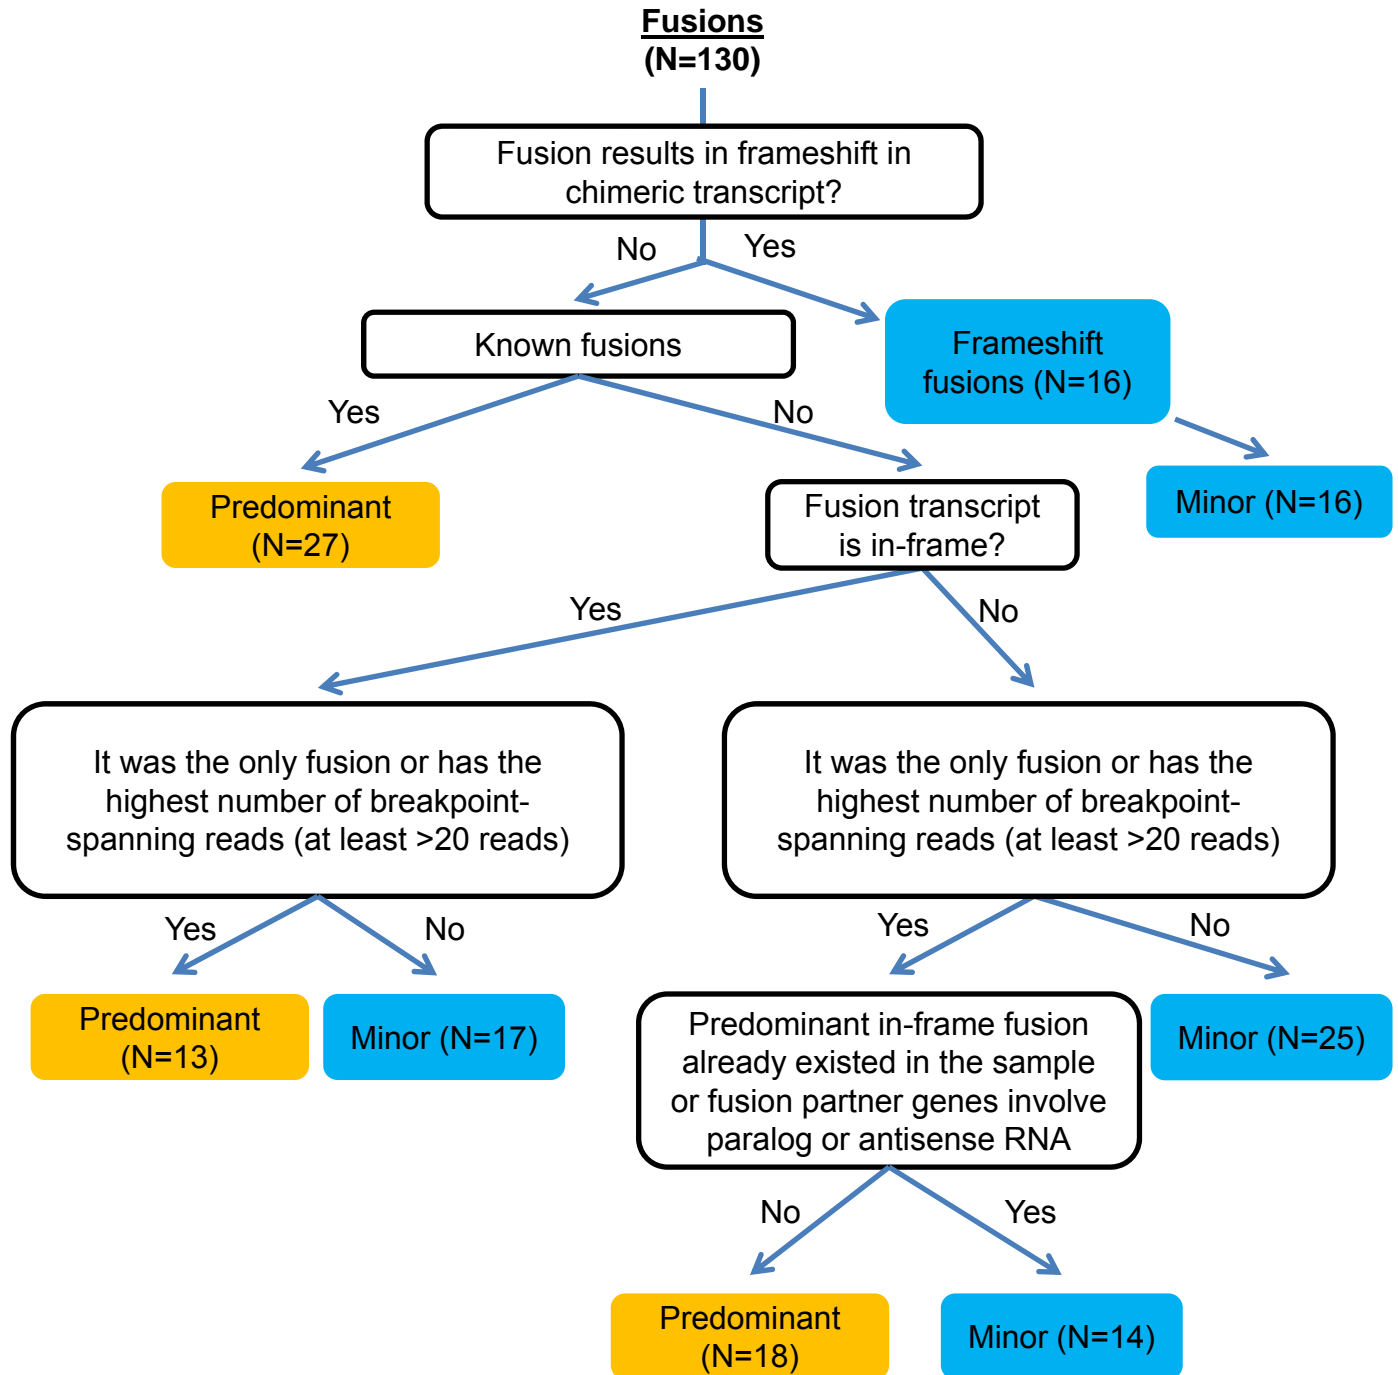 Fusions
(N=130)
Fusion results in frameshift in
chimeric transcript?
No
Yes
Known fusions
Frameshift
fusions (N=16)
Yes
No
Predominant
(N=27)
Fusion transcript
is in-frame?
Minor (N=16)
Yes
No
It was the only fusion or has the
highest number of breakpoint-
spanning reads (at least >20 reads)
It was the only fusion or has the
highest number of breakpoint-
spanning reads (at least >20 reads)
Yes
No
Yes
No
Predominant
(N=13)
Minor (N=17)
Predominant in-frame fusion
already existed in the sample
or fusion partner genes involve
paralog or antisense RNA
Minor (N=25)
No
Yes
Predominant
(N=18)
Minor (N=14)